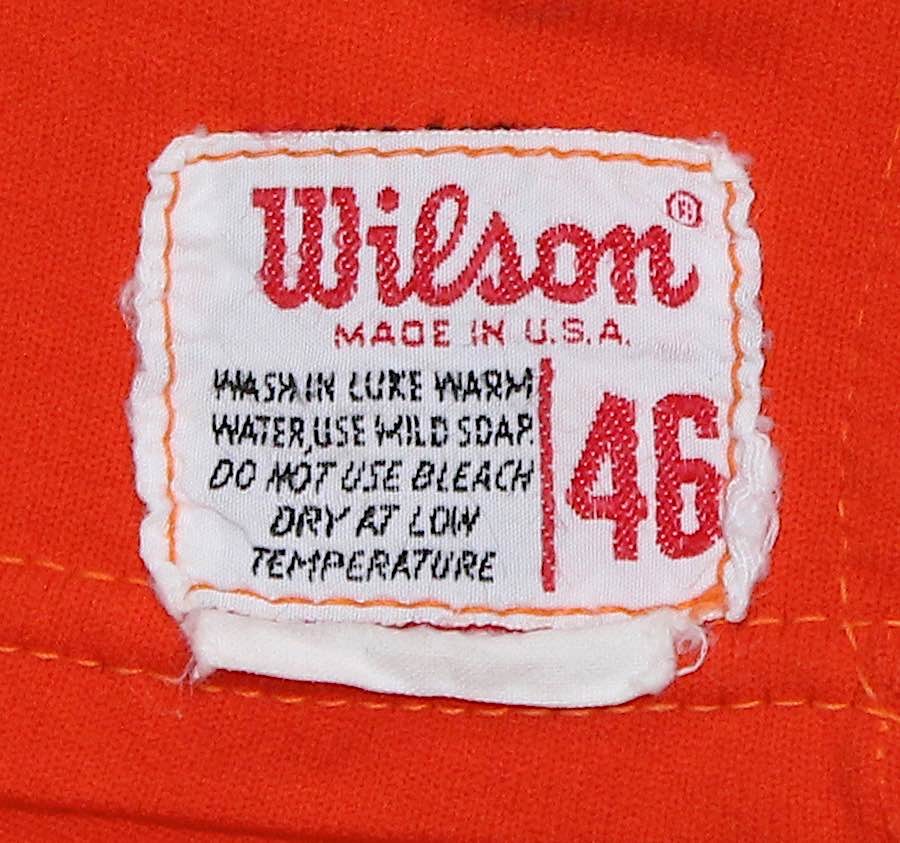 Wilson ®
MADE IN U.S.A.
WASH IN LUKE WARM
WATER, USE MILD SOAP.
DO NOT USE BLEACH
DRY AT LOW
TEMPERATURE
46